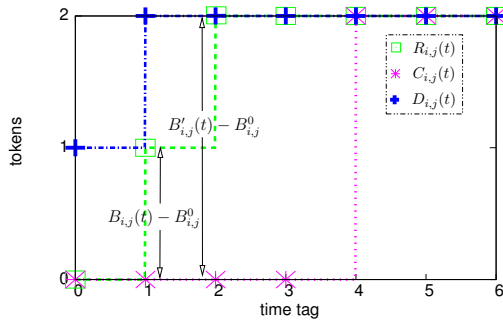 2
1
0
tokens
R_{i,j}(t)
C_{i,j}(t)
D_{i,j}(t)
B'_{i,j}(t) − B^0_{i,j}
B_{i,j}(t) − B^0_{i,j}
0 1 2 3 4 5 6
time tag